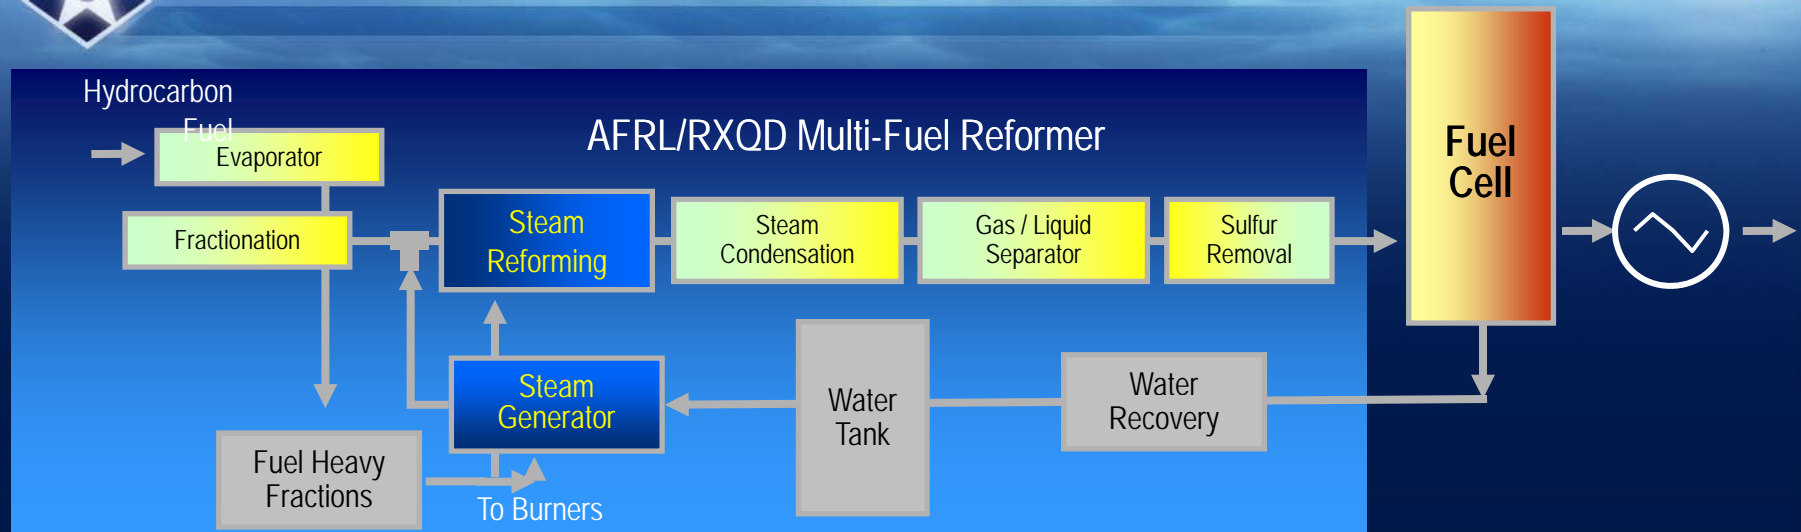 Hydrocarbon
Fuel
Evaporator
AFRL/RXQD Multi-Fuel Reformer
Fuel
Cell
Fractionation
Steam
Reforming
Steam
Condensation
Gas / Liquid
Separator
Sulfur
Removal
Steam
Generator
Water
Tank
Water
Recovery
Fuel Heavy
Fractions
To Burners